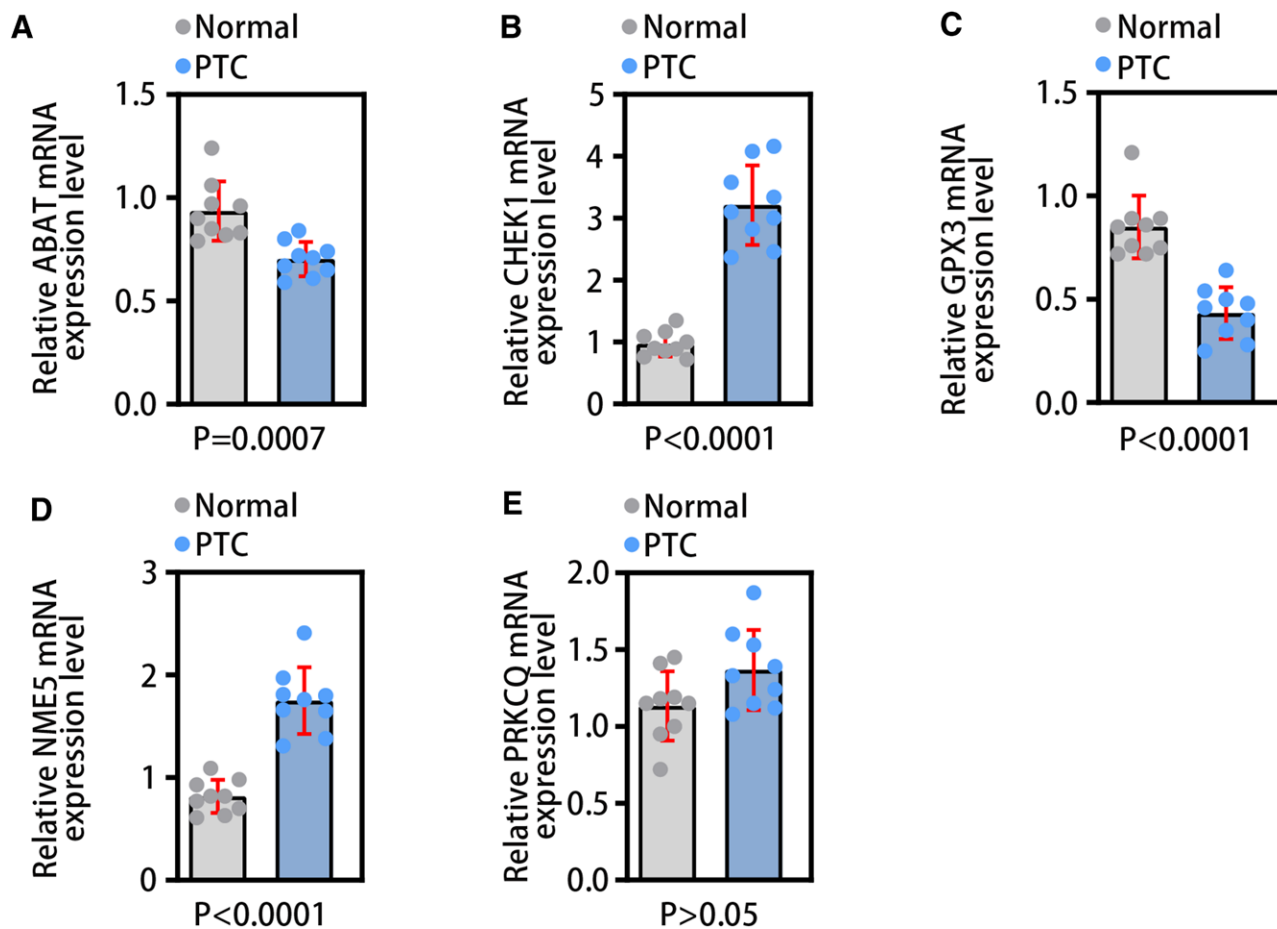 A
Normal
PTC
Relative ABAT mRNA
expression level
1.5
1.0
0.5
0.0
P=0.0007
B
Normal
PTC
Relative CHEK1 mRNA
expression level
5
4
3
2
1
0
P<0.0001
C
Normal
PTC
Relative GPX3 mRNA
expression level
1.5
1.0
0.5
0.0
P<0.0001
D
Normal
PTC
Relative NME5 mRNA
expression level
3
2
1
0
P<0.0001
E
Normal
PTC
Relative PRKCQ mRNA
expression level
2.0
1.5
1.0
0.5
0.0
P>0.05